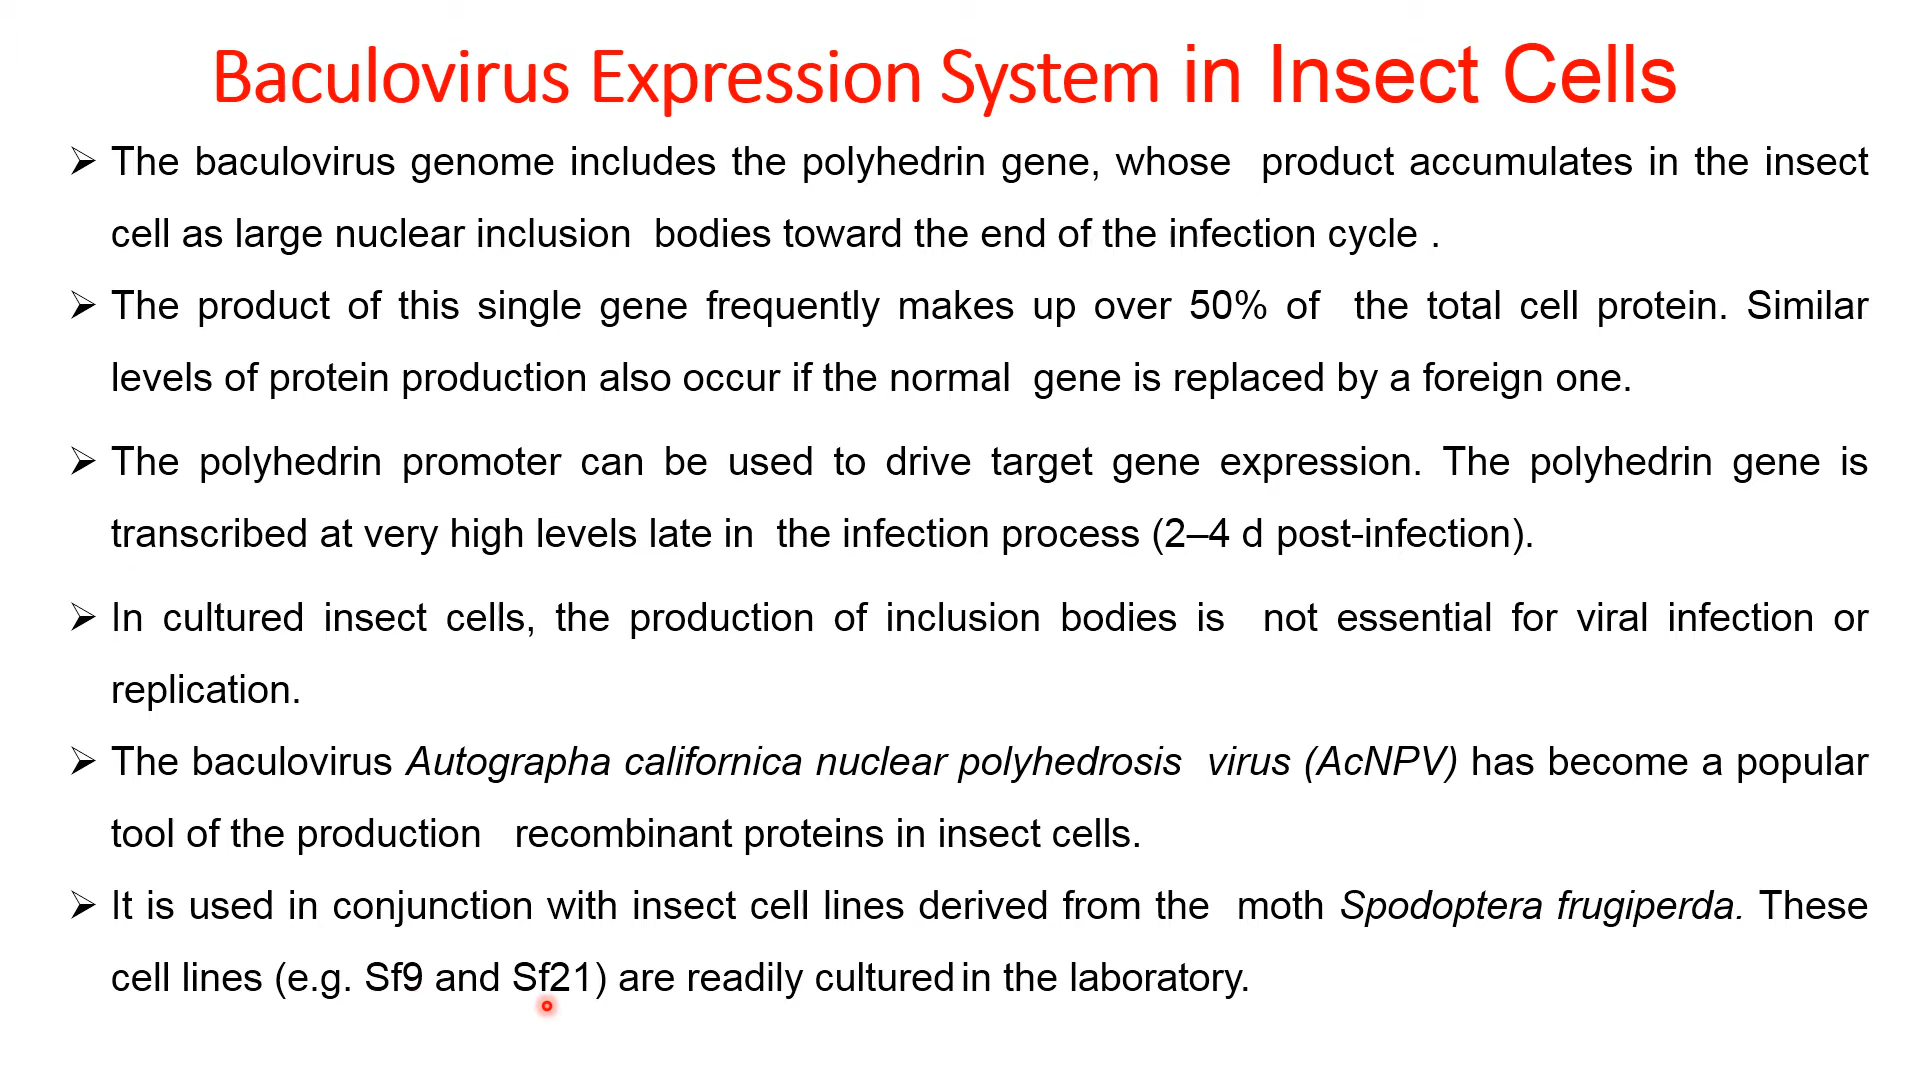 Baculovirus Expression System in Insect Cells
➢ The baculovirus genome includes the polyhedrin gene, whose product accumulates in the insect
cell as large nuclear inclusion bodies toward the end of the infection cycle .
➢ The product of this single gene frequently makes up over 50% of the total cell protein. Similar
levels of protein production also occur if the normal gene is replaced by a foreign one.
➢ The polyhedrin promoter can be used to drive target gene expression. The polyhedrin gene is
transcribed at very high levels late in the infection process (2–4 d post-infection).
➢ In cultured insect cells, the production of inclusion bodies is not essential for viral infection or
replication.
➢ The baculovirus Autographa californica nuclear polyhedrosis virus (AcNPV) has become a popular
tool of the production recombinant proteins in insect cells.
➢ It is used in conjunction with insect cell lines derived from the moth Spodoptera frugiperda. These
cell lines (e.g. Sf9 and Sf21) are readily cultured in the laboratory.